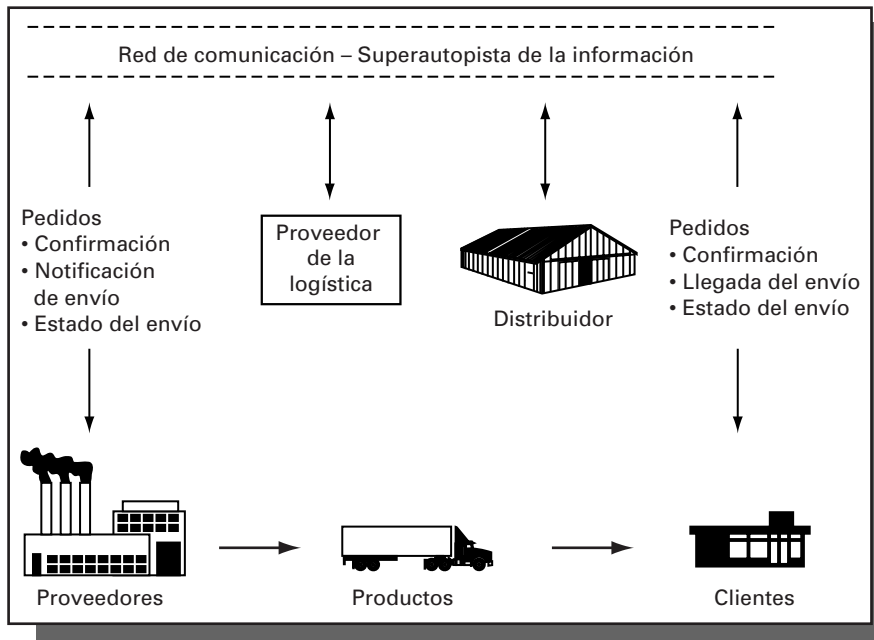 Red de comunicación – Superautopista de la información
Pedidos
• Confirmación
• Notificación
de envío
• Estado del envío
Proveedor
de la
logística
Distribuidor
Pedidos
• Confirmación
• Llegada del envío
• Estado del envío
Proveedores
Productos
Clientes